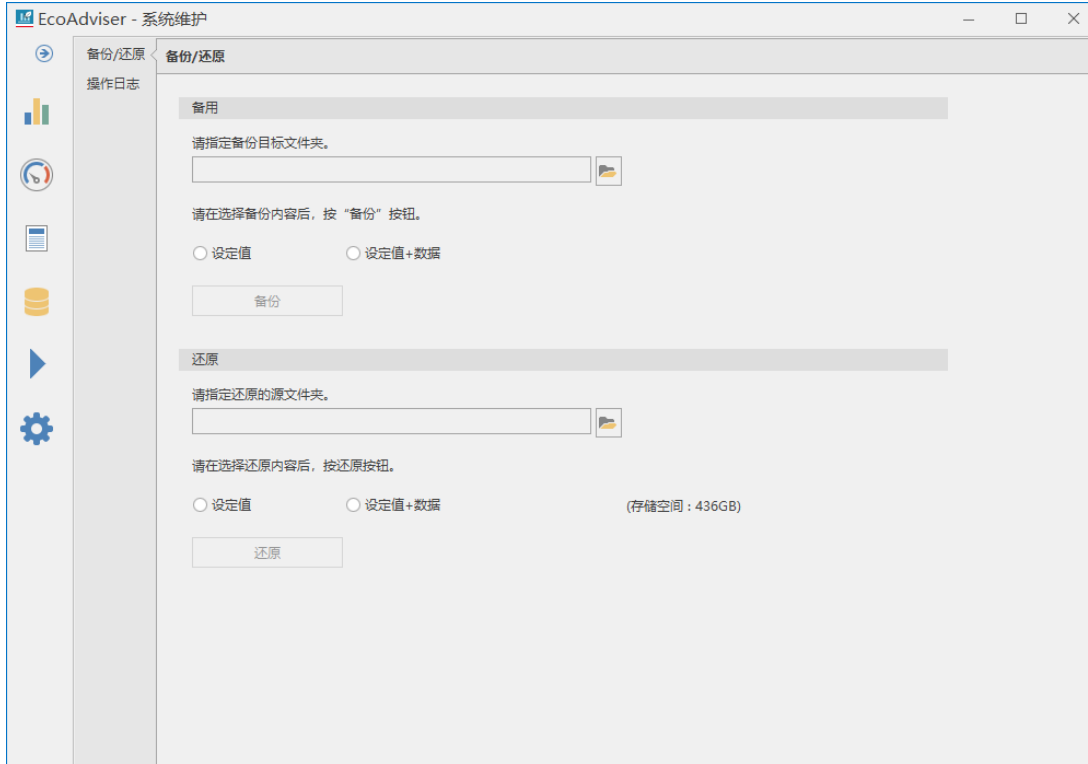 EcoAdviser - 系统维护
备份/还原
操作日志
备份/还原
备用
请指定备份目标文件夹。
请在选择备份内容后，按“备份”按钮。
设定值 设定值+数据
备份
还原
请指定还原的源文件夹。
请在选择还原内容后，按还原按钮。
设定值 设定值+数据 (存储空间：436GB)
还原